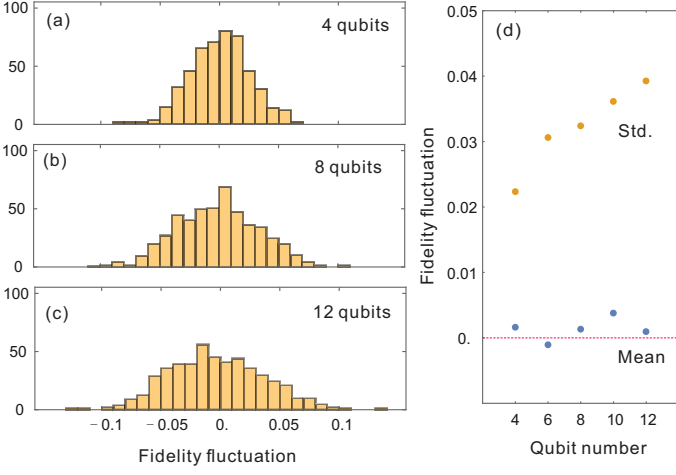 100
50
0
(a)
4 qubits
100
50
0
(b)
8 qubits
100
50
0
(c)
12 qubits
−0.1
−0.05
0.
0.05
0.1
Fidelity fluctuation
(d)
0.05
0.04
0.03
0.02
0.01
0.
Fidelity fluctuation
Std.
Mean
4
6
8
10
12
Qubit number